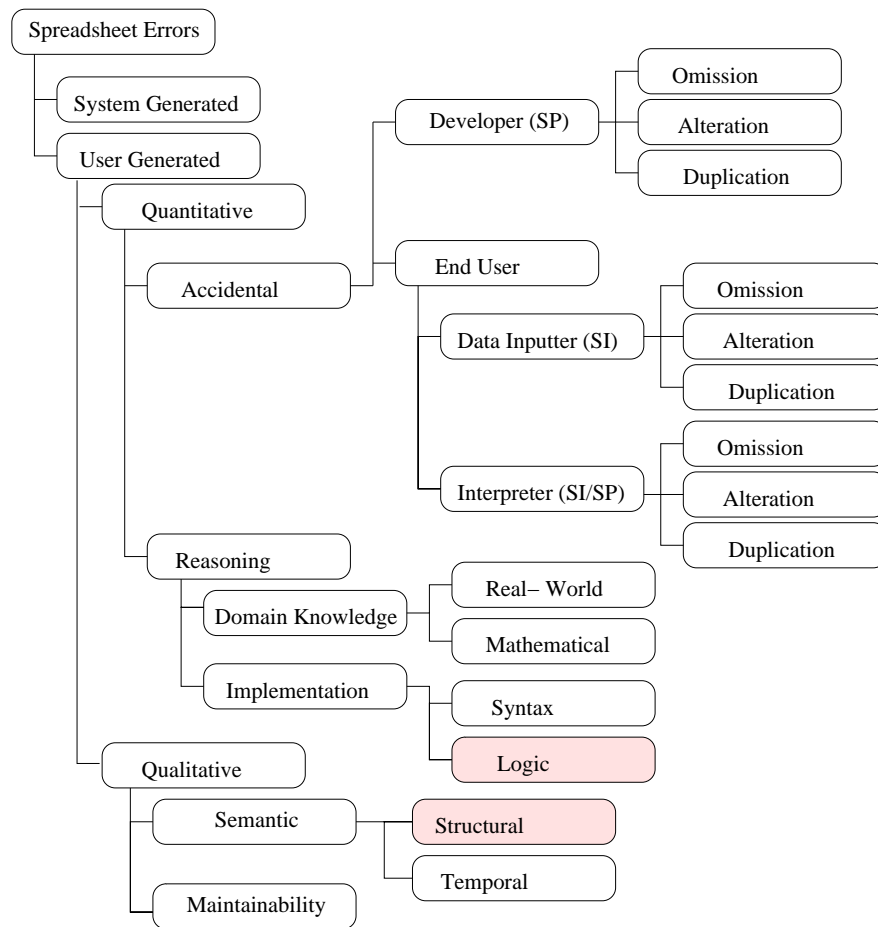 Spreadsheet Errors
System Generated
User Generated
Quantitative
Accidental
Developer (SP)
Omission
Alteration
Duplication
End User
Data Inputter (SI)
Omission
Alteration
Duplication
Interpreter (SI/SP)
Omission
Alteration
Duplication
Reasoning
Domain Knowledge
Real– World
Mathematical
Implementation
Syntax
Logic
Qualitative
Semantic
Structural
Temporal
Maintainability